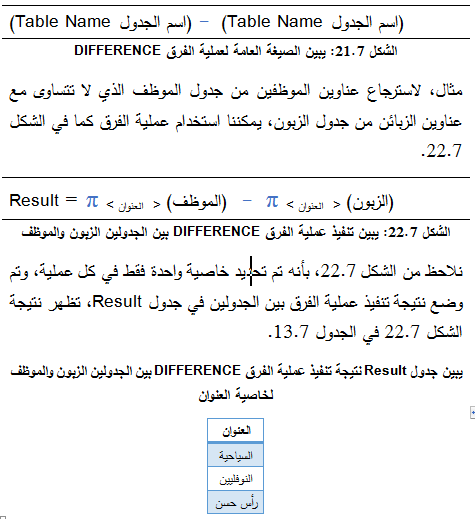 (Table Name اسم الجدول) − (Table Name اسم الجدول)
الشكل 21.7: يبين الصيغة العامة لعملية الفرق DIFFERENCE
مثال، لاسترجاع عناوين الموظفين من جدول الموظف الذي لا تتساوى مع
عناوين الزبائن من جدول الزبون، يمكننا استخدام عملية الفرق كما في الشكل
22.7.
Result = π < العنوان > (الموظف) − π < العنوان > (الزبون)
الشكل 22.7: يبين تنفيذ عملية الفرق DIFFERENCE بين الجدولين الزبون والموظف
نلاحظ من الشكل 22.7، بأنه تم تحديد خاصية واحدة فقط في كل عملية، وتم
وضع نتيجة تنفيذ عملية الفرق بين الجدولين في جدول Result، تظهر نتيجة
الشكل 22.7 في الجدول 13.7.
يبين جدول Result نتيجة تنفيذ عملية الفرق DIFFERENCE بين الجدولين الزبون والموظف
لخاصية العنوان
العنوان
السياحية
النوفليين
رأس حسن